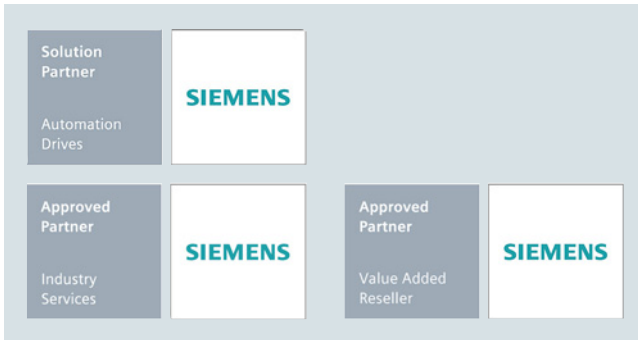 Solution
Partner
Automation
Drives
SIEMENS
Approved
Partner
Industry
Services
SIEMENS
Approved
Partner
Value Added
Reseller
SIEMENS